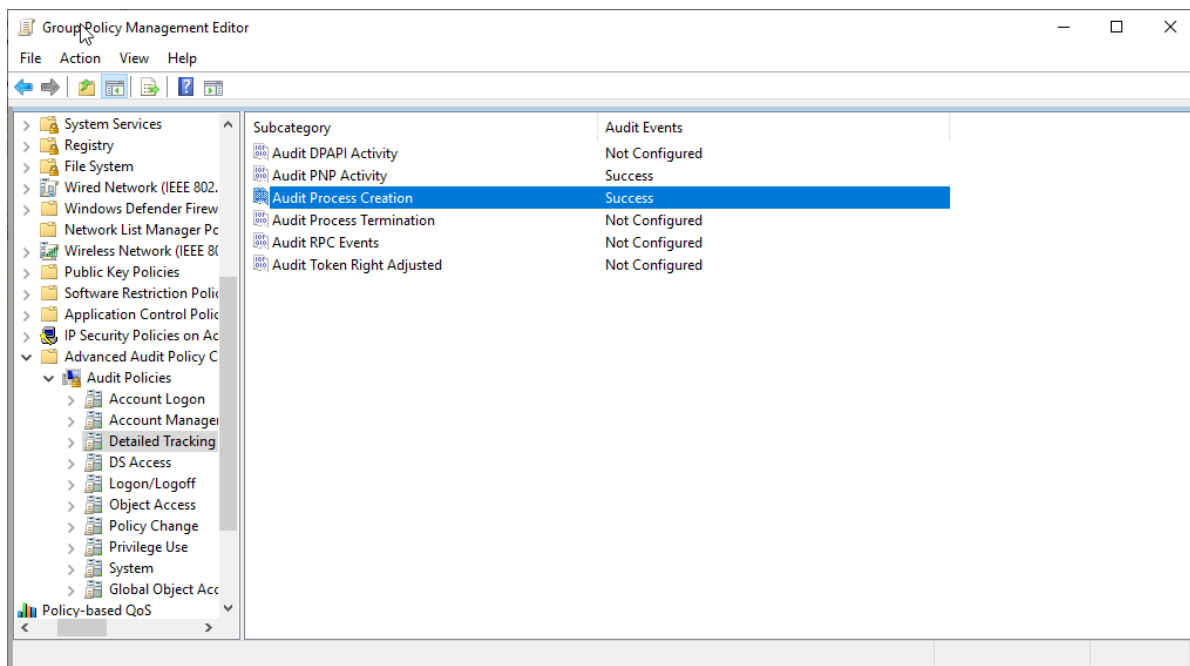 Group Policy Management Editor
File Action View Help
System Services
Registry
File System
Wired Network (IEEE 802.
Windows Defender Firew
Network List Manager Po
Wireless Network (IEEE 80
Public Key Policies
Software Restriction Polic
Application Control Polic
IP Security Policies on Ac
Advanced Audit Policy C
Audit Policies
Account Logon
Account Manager
Detailed Tracking
DS Access
Logon/Logoff
Object Access
Policy Change
Privilege Use
System
Global Object Acc
Policy-based QoS
Subcategory Audit Events
Audit DPAPI Activity Not Configured
Audit PNP Activity Success
Audit Process Creation Success
Audit Process Termination Not Configured
Audit RPC Events Not Configured
Audit Token Right Adjusted Not Configured